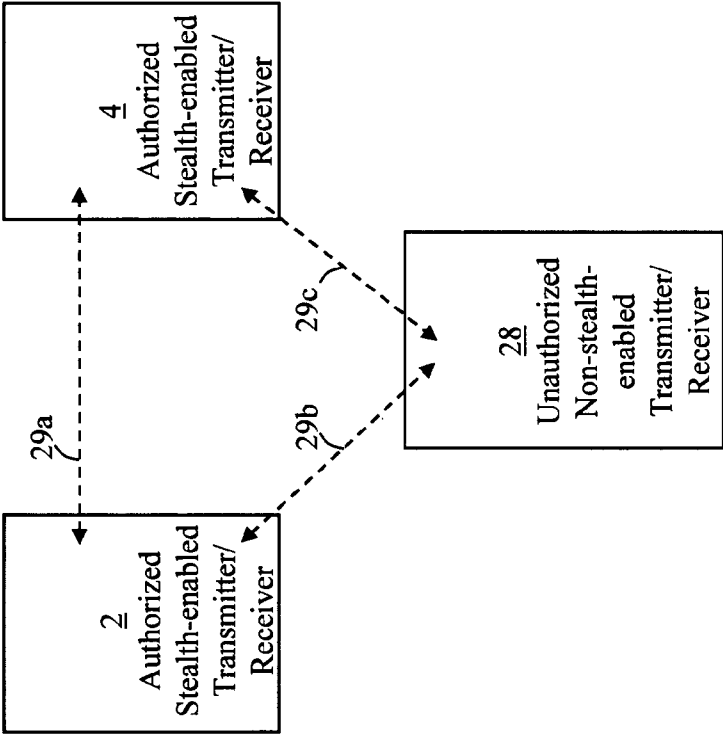 2
Authorized
Stealth-enabled
Transmitter/
Receiver
29a
4
Authorized
Stealth-enabled
Transmitter/
Receiver
29b
29c
28
Unauthorized
Non-stealth-
enabled
Transmitter/
Receiver